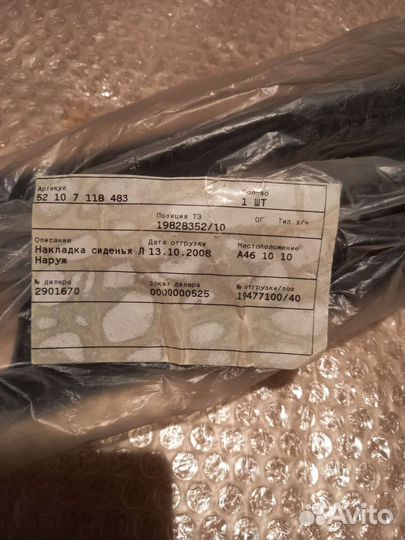 Артикул
52 10 7 118 483
Кол-во
1 ШТ
Позиция ТЗ
19828352/10
ОГ Тип з/ч
Описание
Накладка сиденья Л
Наруж
Дата отгрузки
13.10.2008
Местоположение
A46 10 10
№ дилера
2901670
Заказ дилера
0000000525
№ отгрузки/поз
19477100/40
Avito